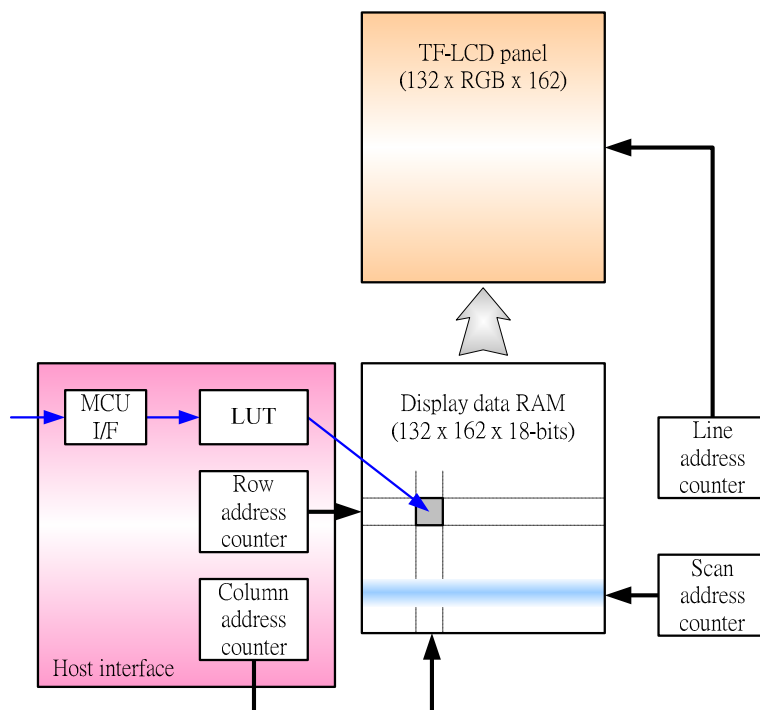 TF-LCD panel
(132 x RGB x 162)
MCU
I/F
LUT
Display data RAM
(132 x 162 x 18-bits)
Line
address
counter
Row
address
counter
Column
address
counter
Scan
address
counter
Host interface